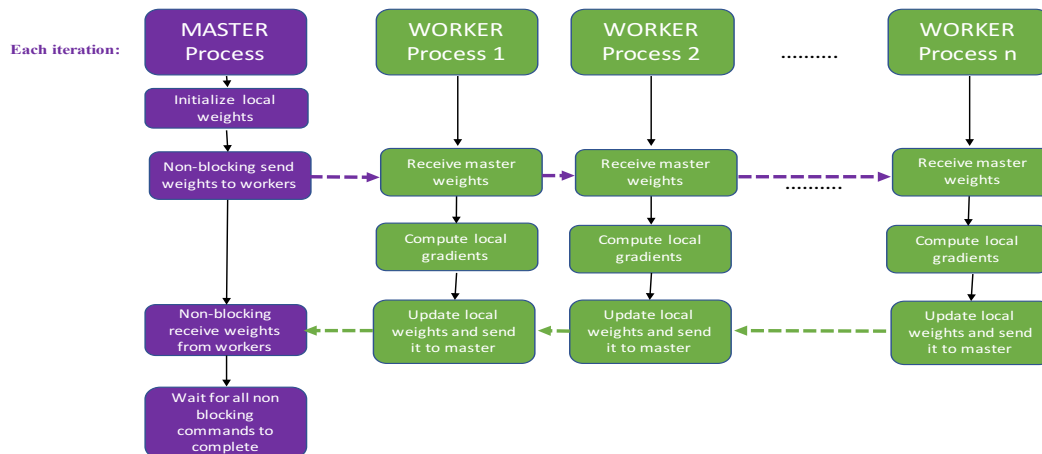 Each iteration:
MASTER
Process
WORKER
Process 1
WORKER
Process 2
..........
WORKER
Process n
Initialize local
weights
Non-blocking send
weights to workers
Receive master
weights
Receive master
weights
..........
Receive master
weights
Compute local
gradients
Compute local
gradients
Compute local
gradients
Non-blocking
receive weights
from workers
Update local
weights and send
it to master
Update local
weights and send
it to master
Update local
weights and send
it to master
Wait for all non
blocking
commands to
complete